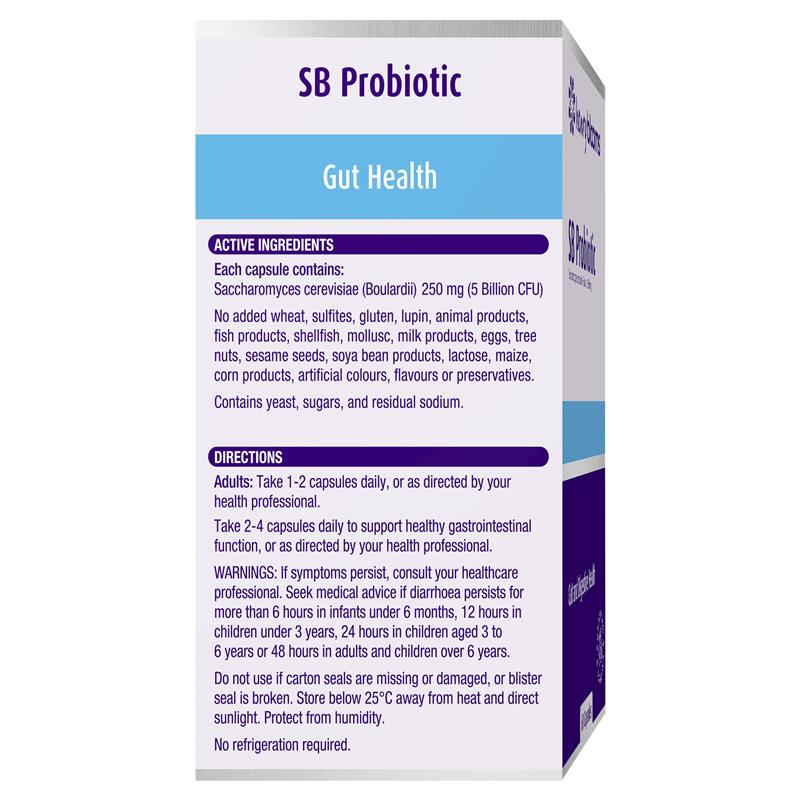 SB Probiotic
Gut Health
ACTIVE INGREDIENTS
Each capsule contains:
Saccharomyces cerevisiae (Boulardii) 250 mg (5 Billion CFU)
No added wheat, sulfites, gluten, lupin, animal products,
fish products, shellfish, mollusc, milk products, eggs, tree
nuts, sesame seeds, soya bean products, lactose, maize,
corn products, artificial colours, flavours or preservatives.
Contains yeast, sugars, and residual sodium.
DIRECTIONS
Adults: Take 1-2 capsules daily, or as directed by your
health professional.
Take 2-4 capsules daily to support healthy gastrointestinal
function, or as directed by your health professional.
WARNINGS: If symptoms persist, consult your healthcare
professional. Seek medical advice if diarrhoea persists for
more than 6 hours in infants under 6 months, 12 hours in
children under 3 years, 24 hours in children aged 3 to
6 years or 48 hours in adults and children over 6 years.
Do not use if carton seals are missing or damaged, or blister
seal is broken. Store below 25°C away from heat and direct
sunlight. Protect from humidity.
No refrigeration required.
henry blooms
SB Probiotic
Gut and Digestive Health